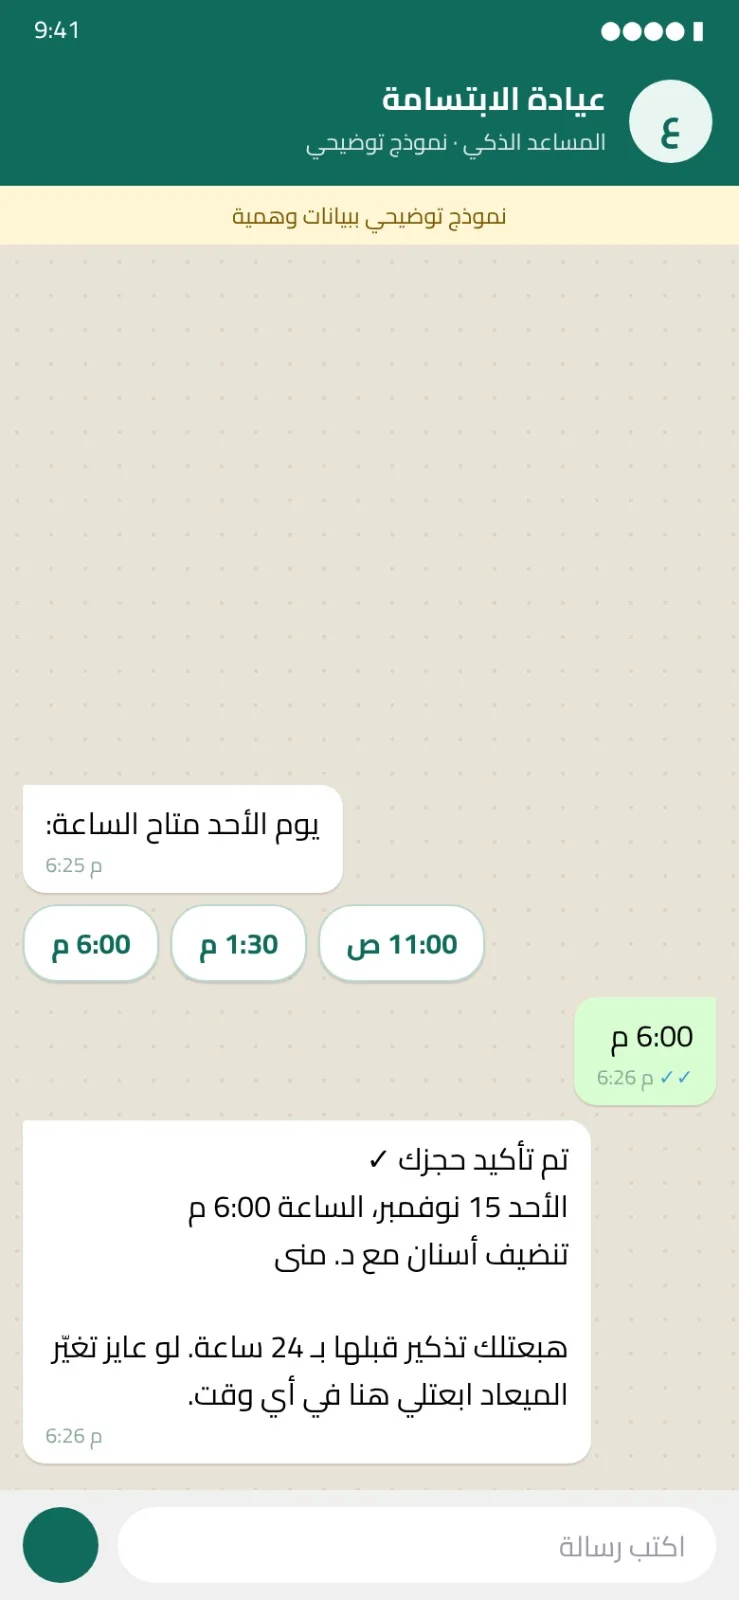 9:41
عيادة الابتسامة
ع
المساعد الذكي · نموذج توضيحي
نموذج توضيحي ببيانات وهمية
يوم الأحد متاح الساعة:
6:25 م
11:00 ص
1:30 م
6:00 م
6:00 م
6:26 م ✓✓
تم تأكيد حجزك ✓
الأحد 15 نوفمبر، الساعة 6:00 م
تنضيف أسنان مع د. منى
هبعتلك تذكير قبلها بـ 24 ساعة. لو عايز تغيّر
الميعاد ابعتلي هنا في أي وقت.
6:26 م
اكتب رسالة